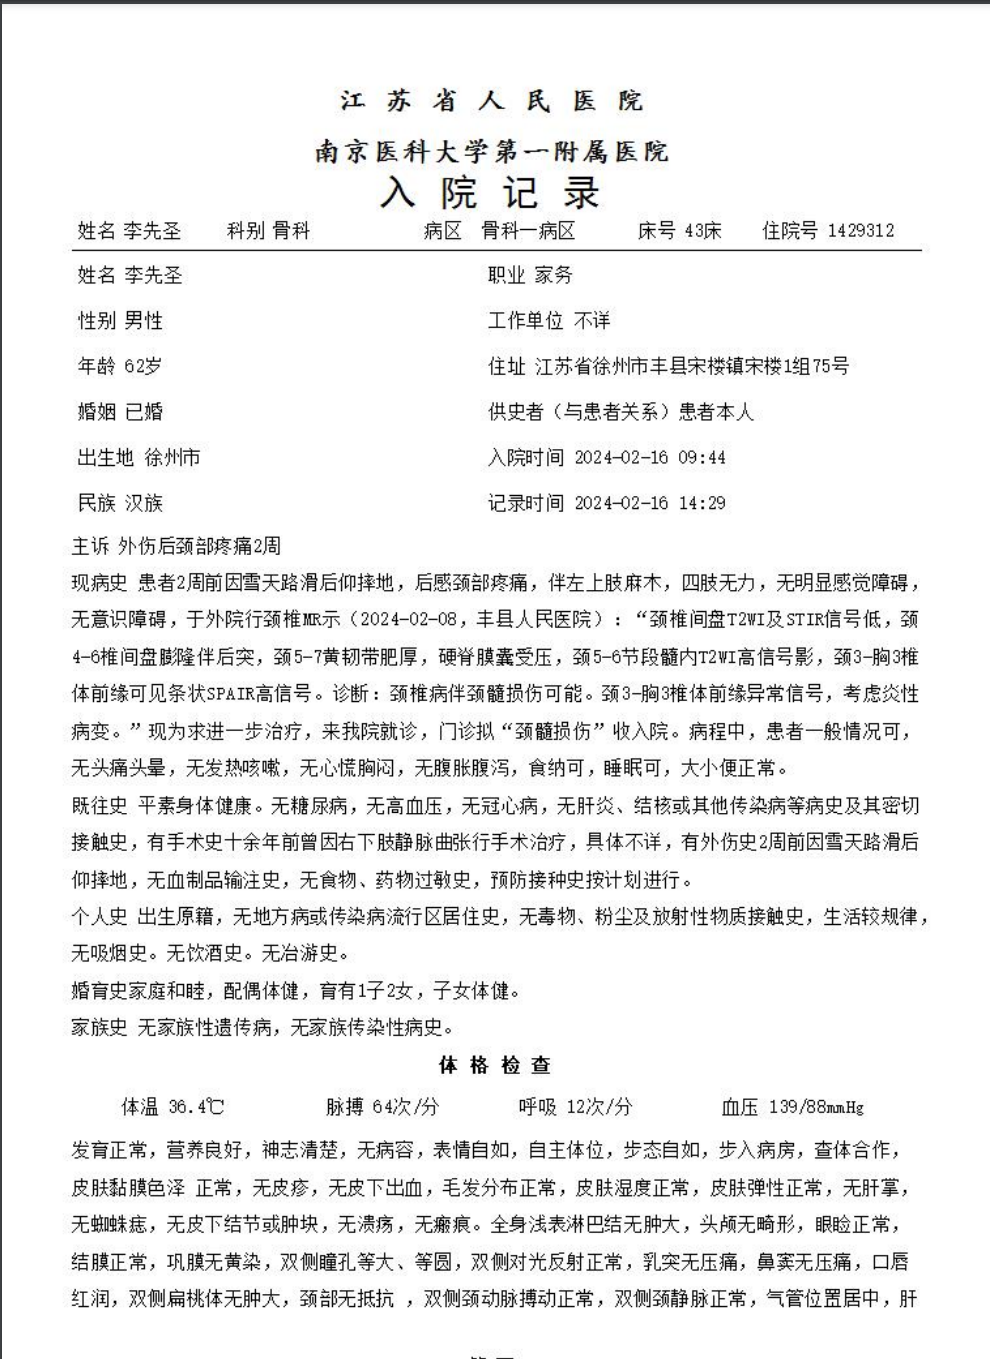 江苏省人民医院
南京医科大学第一附属医院
入院记录
姓名 李先圣 科别 骨科 病区 骨科一病区 床号 43床 住院号 1429312
姓名 李先圣 职业 家务
性别 男性 工作单位 不详
年龄 62岁 住址 江苏省徐州市丰县宋楼镇宋楼1组75号
婚姻 已婚 供史者（与患者关系）患者本人
出生地 徐州市 入院时间 2024-02-16 09:44
民族 汉族 记录时间 2024-02-16 14:29
主诉 外伤后颈部疼痛2周
现病史 患者2周前因雪天路滑后仰摔地，后感颈部疼痛，伴左上肢麻木，四肢无力，无明显感觉障碍，
无意识障碍，于外院行颈椎MR示（2024-02-08，丰县人民医院）：“颈椎间盘T2WI及STIR信号低，颈
4-6椎间盘膨隆伴后突，颈5-7黄韧带肥厚，硬脊膜囊受压，颈5-6节段髓内T2WI高信号影，颈3-胸3椎
体前缘可见条状SPAIR高信号。诊断：颈椎病伴颈髓损伤可能。颈3-胸3椎体前缘异常信号，考虑炎性
病变。”现为求进一步治疗，来我院就诊，门诊拟“颈髓损伤”收入院。病程中，患者一般情况可，
无头痛头晕，无发热咳嗽，无心慌胸闷，无腹胀腹泻，食纳可，睡眠可，大小便正常。
既往史 平素身体健康。无糖尿病，无高血压，无冠心病，无肝炎、结核或其他传染病等病史及其密切
接触史，有手术史十余年前曾因右下肢静脉曲张行手术治疗，具体不详，有外伤史2周前因雪天路滑后
仰摔地，无血制品输注史，无食物、药物过敏史，预防接种史按计划进行。
个人史 出生原籍，无地方病或传染病流行区居住史，无毒物、粉尘及放射性物质接触史，生活较规律，
无吸烟史。无饮酒史。无冶游史。
婚育史家庭和睦，配偶体健，育有1子2女，子女体健。
家族史 无家族性遗传病，无家族传染性病史。
体格检查
体温 36.4℃ 脉搏 64次/分 呼吸 12次/分 血压 139/88mmHg
发育正常，营养良好，神志清楚，无病容，表情自如，自主体位，步态自如，步入病房，查体合作，
皮肤黏膜色泽 正常，无皮疹，无皮下出血，毛发分布正常，皮肤湿度正常，皮肤弹性正常，无肝掌，
无蜘蛛痣，无皮下结节或肿块，无溃疡，无瘢痕。全身浅表淋巴结无肿大，头颅无畸形，眼睑正常，
结膜正常，巩膜无黄染，双侧瞳孔等大、等圆，双侧对光反射正常，乳突无压痛，鼻窦无压痛，口唇
红润，双侧扁桃体无肿大，颈部无抵抗 ，双侧颈动脉搏动正常，双侧颈静脉正常，气管位置居中，肝